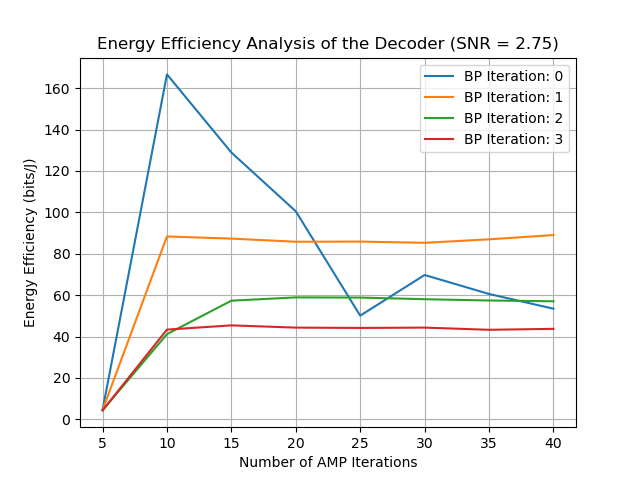 Energy Efficiency Analysis of the Decoder (SNR = 2.75)
BP Iteration: 0
BP Iteration: 1
BP Iteration: 2
BP Iteration: 3
Energy Efficiency (bits/J)
160
140
120
100
80
60
40
20
0
5 10 15 20 25 30 35 40
Number of AMP Iterations